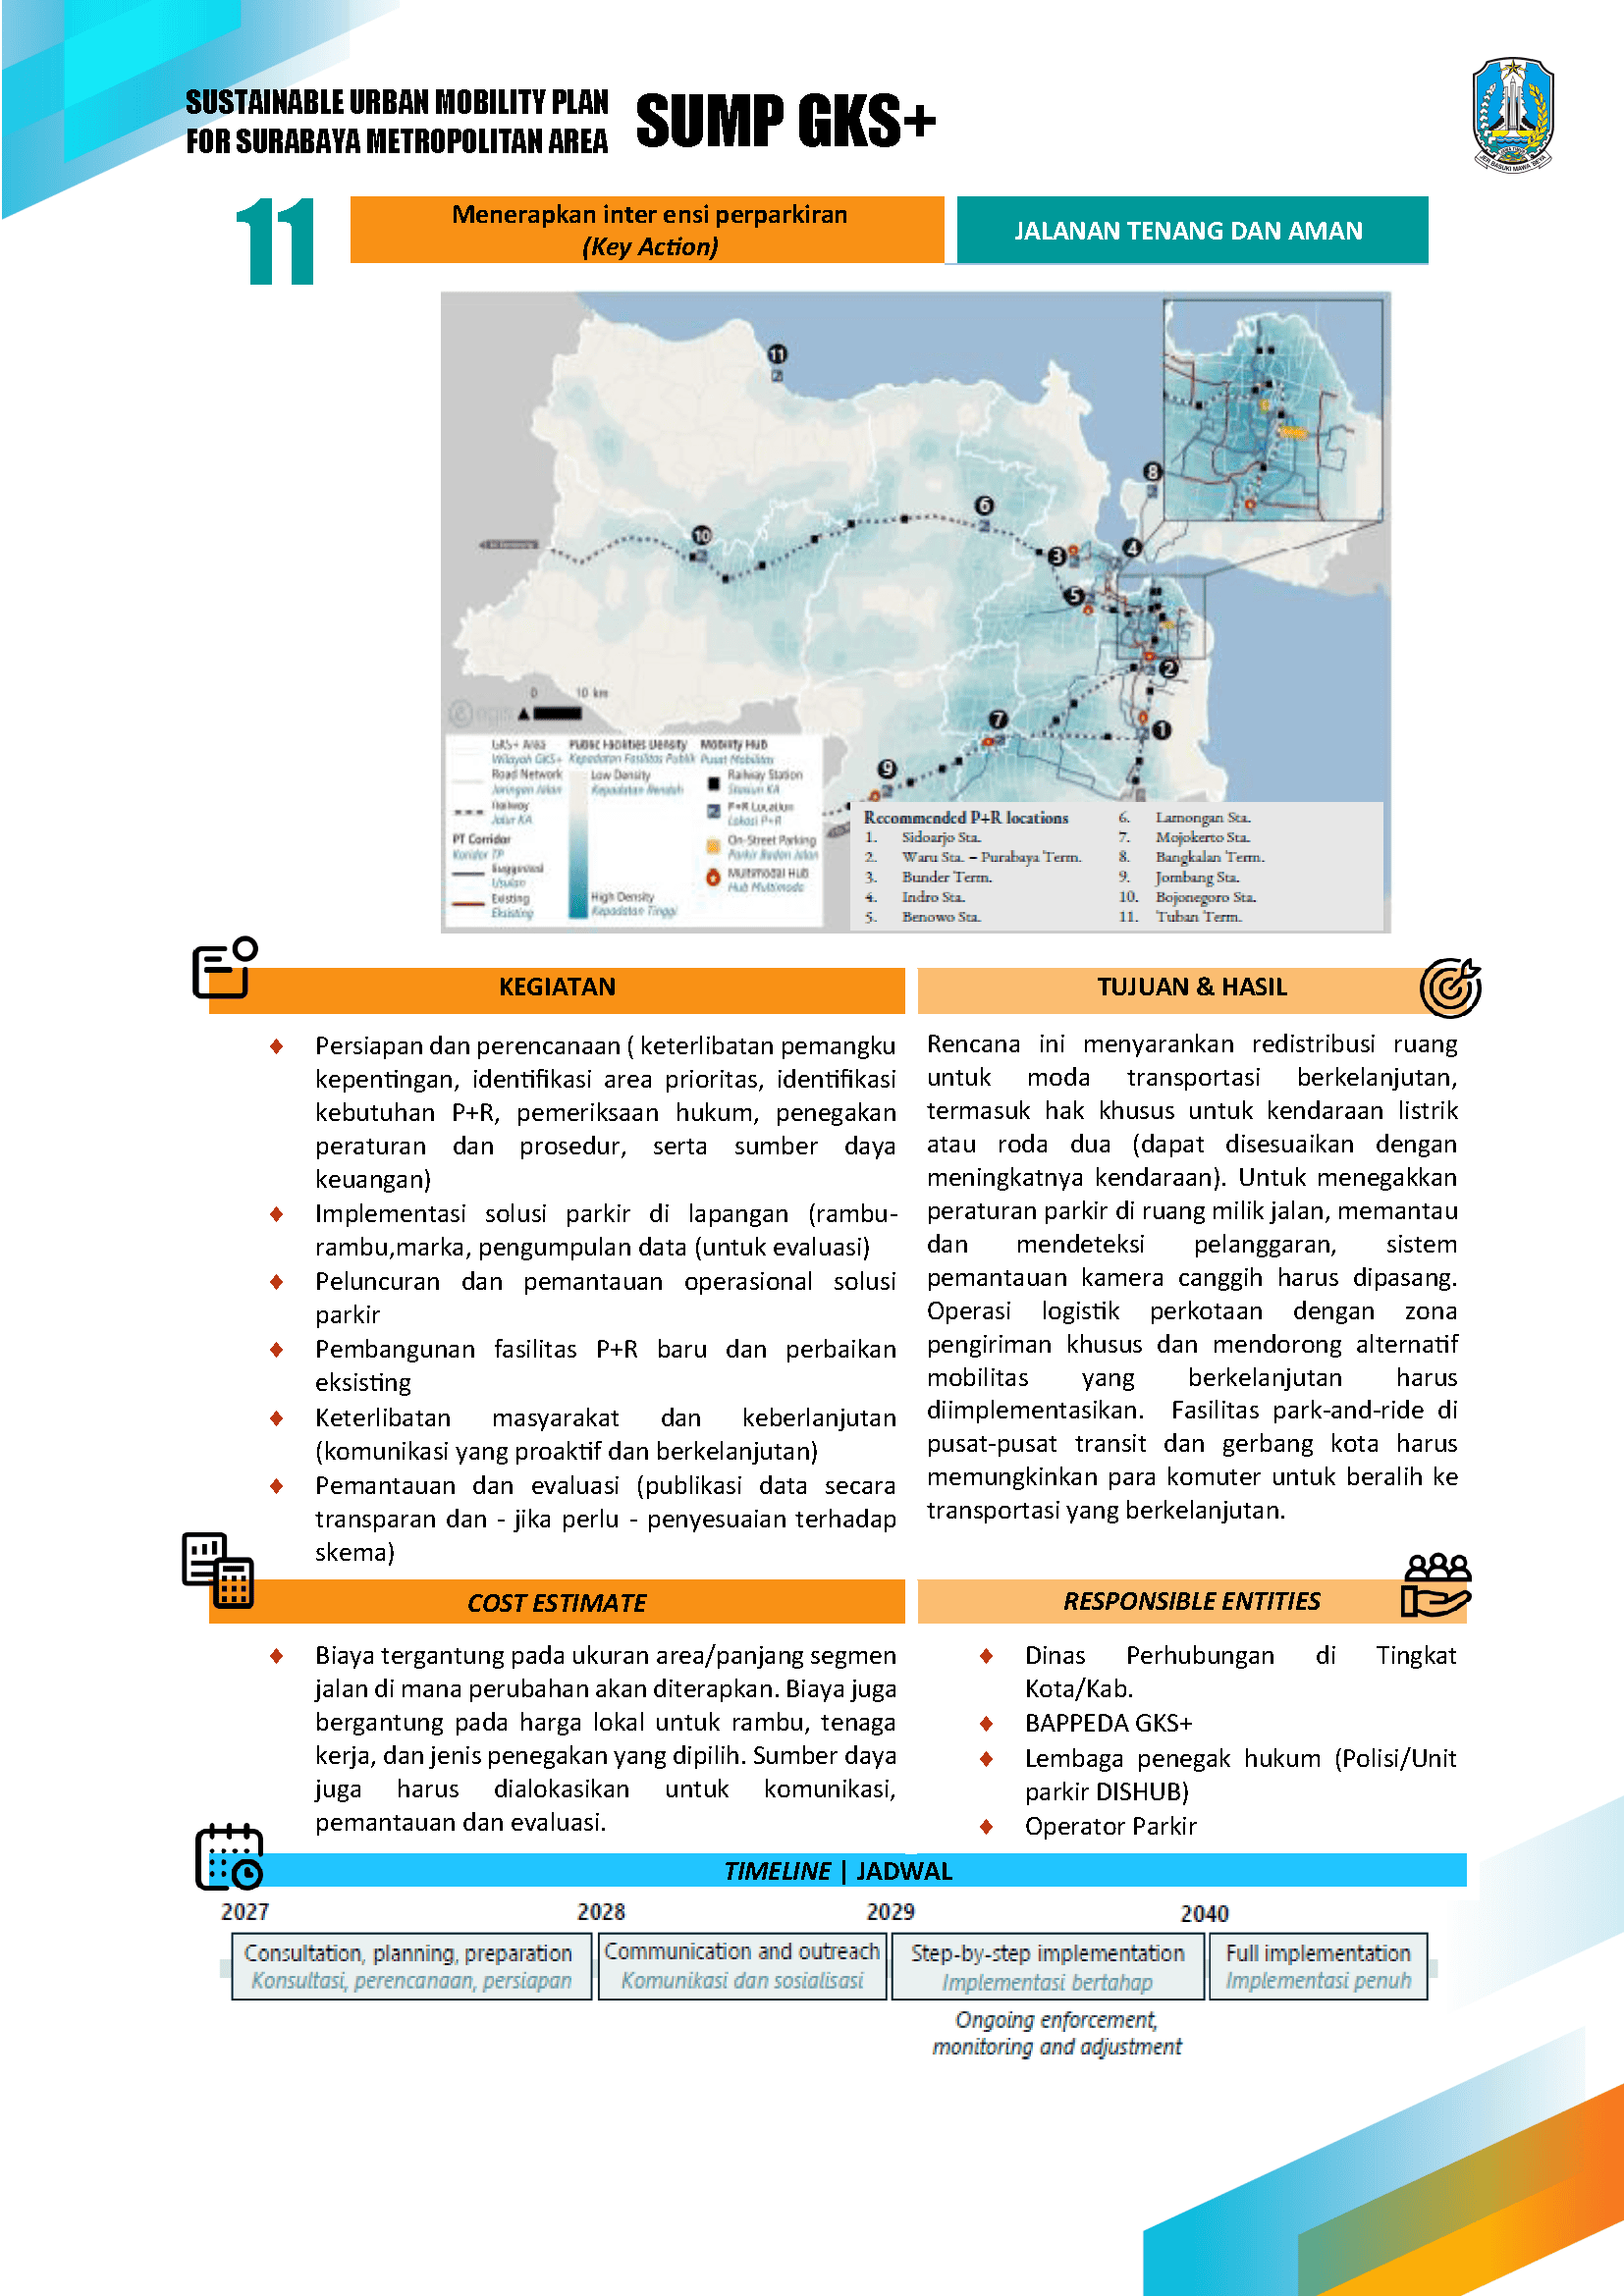 SUSTAINABLE URBAN MOBILITY PLAN
FOR SURABAYA METROPOLITAN AREA
SUMP GKS+
JER BASUKI MAWA BEYA
11
Menerapkan inter ensi perparkiran
(Key Action)
JALANAN TENANG DAN AMAN
11
8
6
10
3
4
5
2
7
1
9
0 10 km
egis
GKS+ Area
Wilayah GKS+
Road Network
Jaringan Jalan
Railway
Jalur KA
PT Corridor
Koridor TP
Suggested
Usulan
Existing
Eksisting
Public Facilities Density
Kepadatan Fasilitas Publik
Low Density
Kepadatan Rendah
High Density
Kepadatan Tinggi
Mobility Hub
Pusat Mobilitas
Railway Station
Stasiun KA
P+R Location
Lokasi P+R
On-Street Parking
Parkir Badan Jalan
Multimodal Hub
Hub Multimoda
Recommended P+R locations
1. Sidoarjo Sta.
2. Waru Sta. – Purabaya Term.
3. Bunder Term.
4. Indro Sta.
5. Benowo Sta.
6. Lamongan Sta.
7. Mojokerto Sta.
8. Bangkalan Term.
9. Jombang Sta.
10. Bojonegoro Sta.
11. Tuban Term.
KEGIATAN
♦ Persiapan dan perencanaan ( keterlibatan pemangku
kepentingan, identifikasi area prioritas, identifikasi
kebutuhan P+R, pemeriksaan hukum, penegakan
peraturan dan prosedur, serta sumber daya
keuangan)
♦ Implementasi solusi parkir di lapangan (rambu-
rambu,marka, pengumpulan data (untuk evaluasi)
♦ Peluncuran dan pemantauan operasional solusi
parkir
♦ Pembangunan fasilitas P+R baru dan perbaikan
eksisting
♦ Keterlibatan masyarakat dan keberlanjutan
(komunikasi yang proaktif dan berkelanjutan)
♦ Pemantauan dan evaluasi (publikasi data secara
transparan dan - jika perlu - penyesuaian terhadap
skema)
TUJUAN & HASIL
Rencana ini menyarankan redistribusi ruang
untuk moda transportasi berkelanjutan,
termasuk hak khusus untuk kendaraan listrik
atau roda dua (dapat disesuaikan dengan
meningkatnya kendaraan). Untuk menegakkan
peraturan parkir di ruang milik jalan, memantau
dan mendeteksi pelanggaran, sistem
pemantauan kamera canggih harus dipasang.
Operasi logistik perkotaan dengan zona
pengiriman khusus dan mendorong alternatif
mobilitas yang berkelanjutan harus
diimplementasikan. Fasilitas park-and-ride di
pusat-pusat transit dan gerbang kota harus
memungkinkan para komuter untuk beralih ke
transportasi yang berkelanjutan.
COST ESTIMATE
♦ Biaya tergantung pada ukuran area/panjang segmen
jalan di mana perubahan akan diterapkan. Biaya juga
bergantung pada harga lokal untuk rambu, tenaga
kerja, dan jenis penegakan yang dipilih. Sumber daya
juga harus dialokasikan untuk komunikasi,
pemantauan dan evaluasi.
RESPONSIBLE ENTITIES
♦ Dinas Perhubungan di Tingkat
Kota/Kab.
♦ BAPPEDA GKS+
♦ Lembaga penegak hukum (Polisi/Unit
parkir DISHUB)
♦ Operator Parkir
TIMELINE | JADWAL
2027 2028 2029 2040
Consultation, planning, preparation
Konsultasi, perencanaan, persiapan
Communication and outreach
Komunikasi dan sosialisasi
Step-by-step implementation
Implementasi bertahap
Full implementation
Implementasi penuh
Ongoing enforcement,
monitoring and adjustment